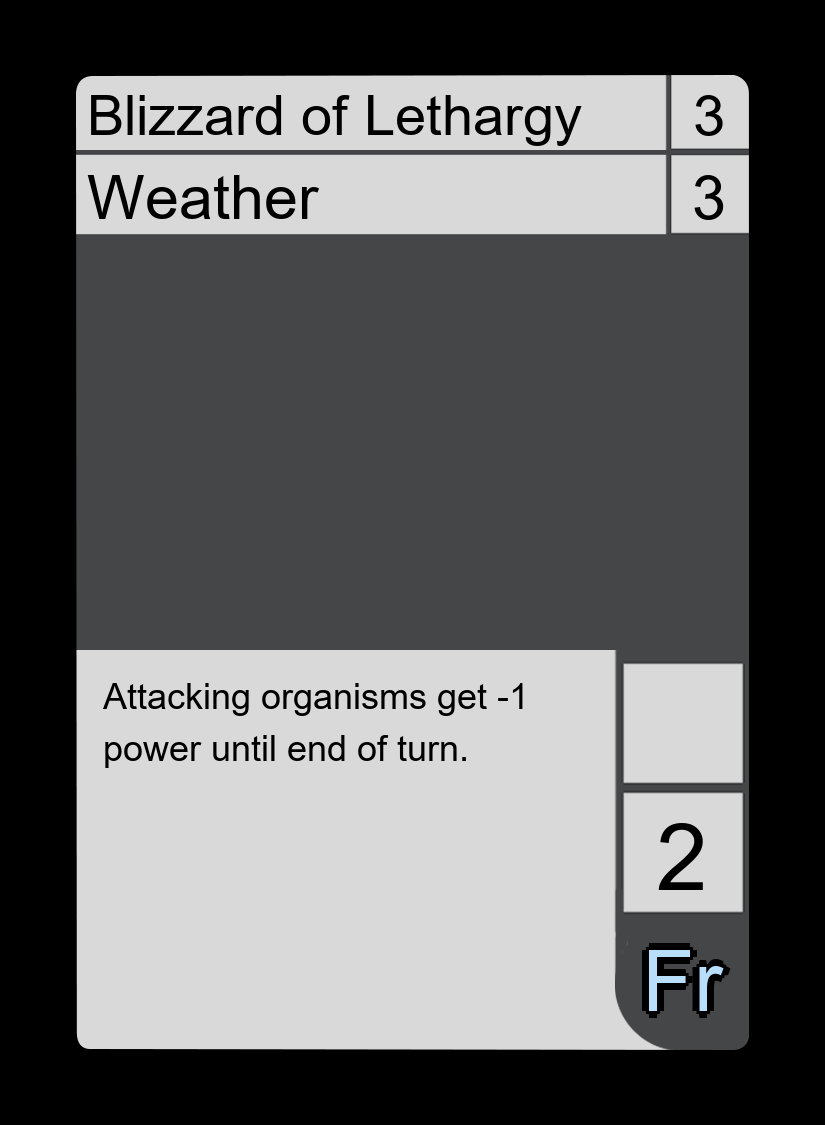 Blizzard of Lethargy 3
Weather 3
Attacking organisms get -1
power until end of turn.
2
Fr